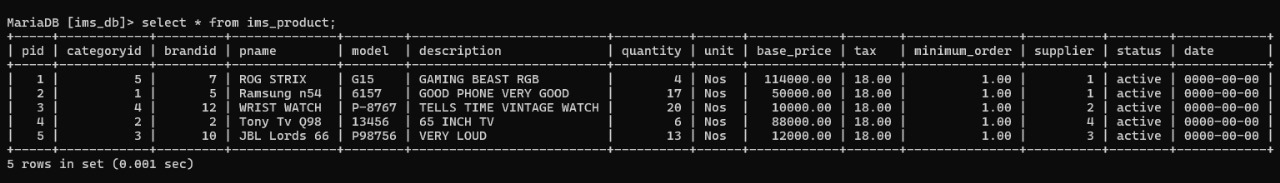 MariaDB [ims_db]> select * from ims_product;
+-----+------------+---------+--------------+--------+--------------------------+----------+------+------------+-------+---------------+----------+--------+------------+
| pid | categoryid | brandid | pname        | model  | description              | quantity | unit | base_price | tax   | minimum_order | supplier | status | date       |
+-----+------------+---------+--------------+--------+--------------------------+----------+------+------------+-------+---------------+----------+--------+------------+
|   1 |          5 |       7 | ROG STRIX    | G15    | GAMING BEAST RGB         |        4 | Nos  |  114000.00 | 18.00 |          1.00 |        1 | active | 0000-00-00 |
|   2 |          1 |       5 | Ramsung n54  | 6157   | GOOD PHONE VERY GOOD     |       17 | Nos  |   50000.00 | 18.00 |          1.00 |        1 | active | 0000-00-00 |
|   3 |          4 |      12 | WRIST WATCH  | P-8767 | TELLS TIME VINTAGE WATCH |       20 | Nos  |   10000.00 | 18.00 |          1.00 |        2 | active | 0000-00-00 |
|   4 |          2 |       2 | Tony Tv Q98  | 13456  | 65 INCH TV               |        6 | Nos  |   88000.00 | 18.00 |          1.00 |        4 | active | 0000-00-00 |
|   5 |          3 |      10 | JBL Lords 66 | P98756 | VERY LOUD                |       13 | Nos  |   12000.00 | 18.00 |          1.00 |        3 | active | 0000-00-00 |
+-----+------------+---------+--------------+--------+--------------------------+----------+------+------------+-------+---------------+----------+--------+------------+
5 rows in set (0.001 sec)